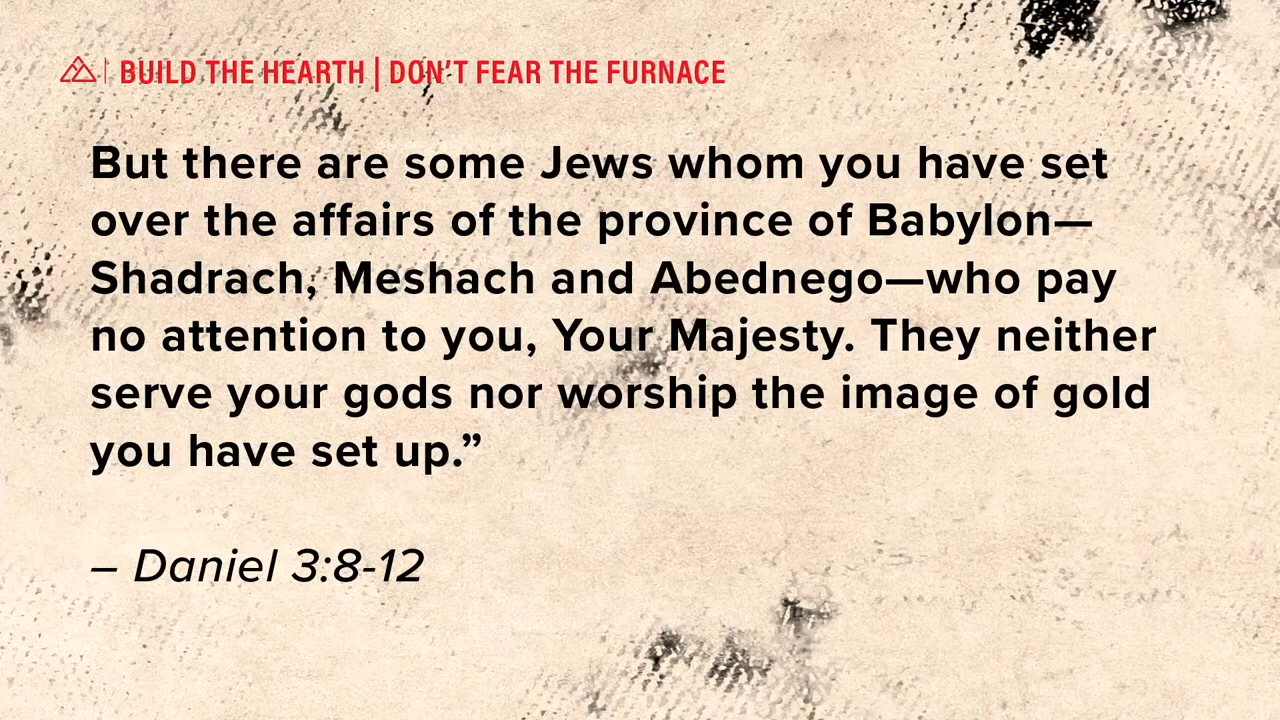 BUILD THE HEARTH | DON'T FEAR THE FURNACE
But there are some Jews whom you have set
over the affairs of the province of Babylon—
Shadrach, Meshach and Abednego—who pay
no attention to you, Your Majesty. They neither
serve your gods nor worship the image of gold
you have set up.”
– Daniel 3:8-12